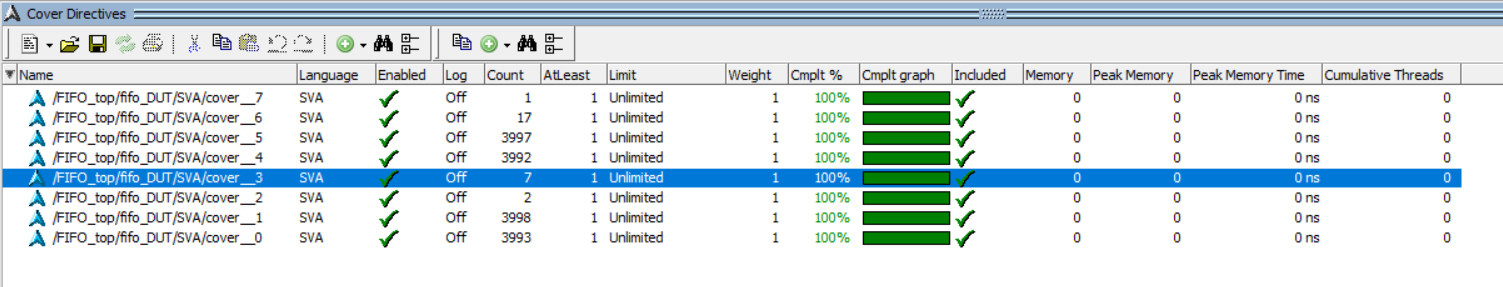 Cover Directives
Name Language Enabled Log Count AtLeast Limit Weight Cmplt % Cmplt graph Included Memory Peak Memory Peak Memory Time Cumulative Threads
/FIFO_top/fifo_DUT/SVA/cover__7 SVA Off 1 1 Unlimited 1 100% 0 0 0 ns 0
/FIFO_top/fifo_DUT/SVA/cover__6 SVA Off 17 1 Unlimited 1 100% 0 0 0 ns 0
/FIFO_top/fifo_DUT/SVA/cover__5 SVA Off 3997 1 Unlimited 1 100% 0 0 0 ns 0
/FIFO_top/fifo_DUT/SVA/cover__4 SVA Off 3992 1 Unlimited 1 100% 0 0 0 ns 0
/FIFO_top/fifo_DUT/SVA/cover__3 SVA Off 7 1 Unlimited 1 100% 0 0 0 ns 0
/FIFO_top/fifo_DUT/SVA/cover__2 SVA Off 2 1 Unlimited 1 100% 0 0 0 ns 0
/FIFO_top/fifo_DUT/SVA/cover__1 SVA Off 3998 1 Unlimited 1 100% 0 0 0 ns 0
/FIFO_top/fifo_DUT/SVA/cover__0 SVA Off 3993 1 Unlimited 1 100% 0 0 0 ns 0